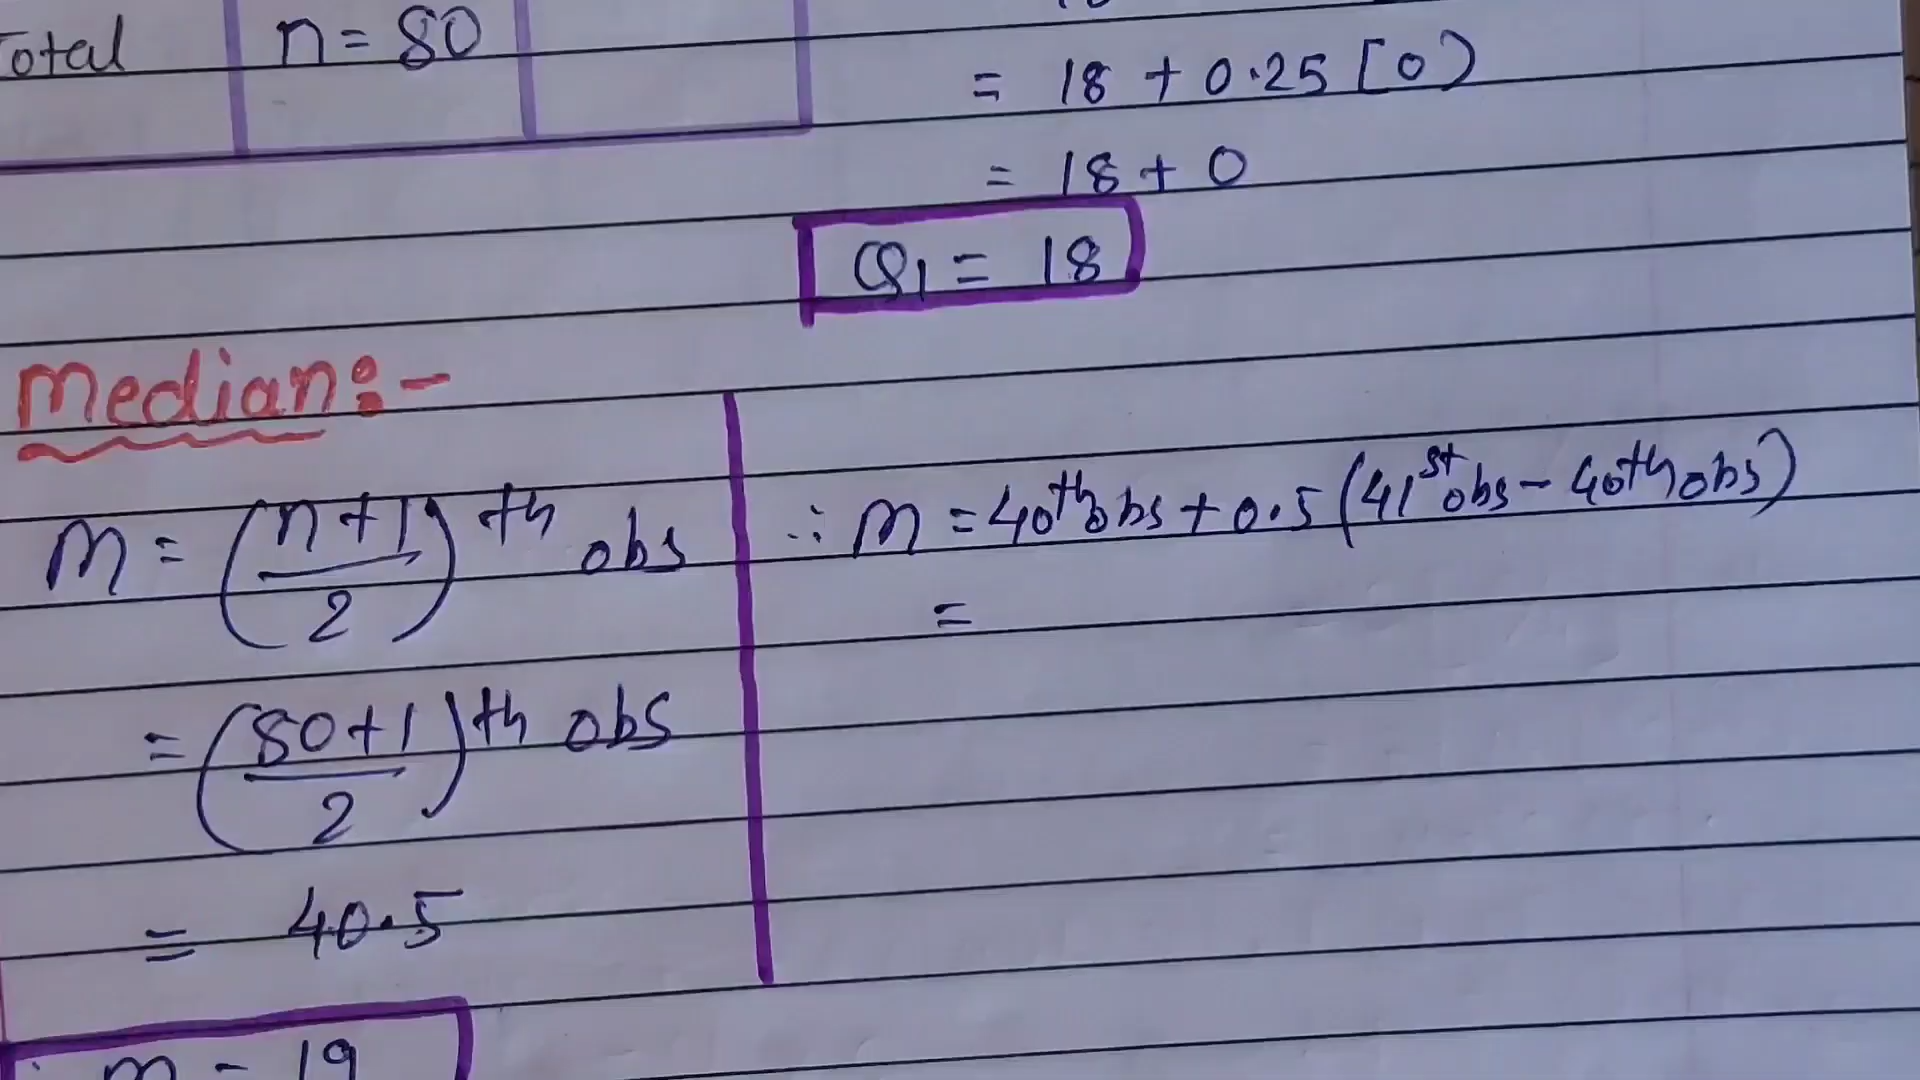 Total n = 80
= 18 + 0.25 [0)
= 18 + 0
Q1 = 18
Median:-
M = (n+1/2)th obs
∴ M = 40th obs + 0.5 (41st obs - 40th obs)
=
= (80+1/2)th obs
= 40.5
M = 19